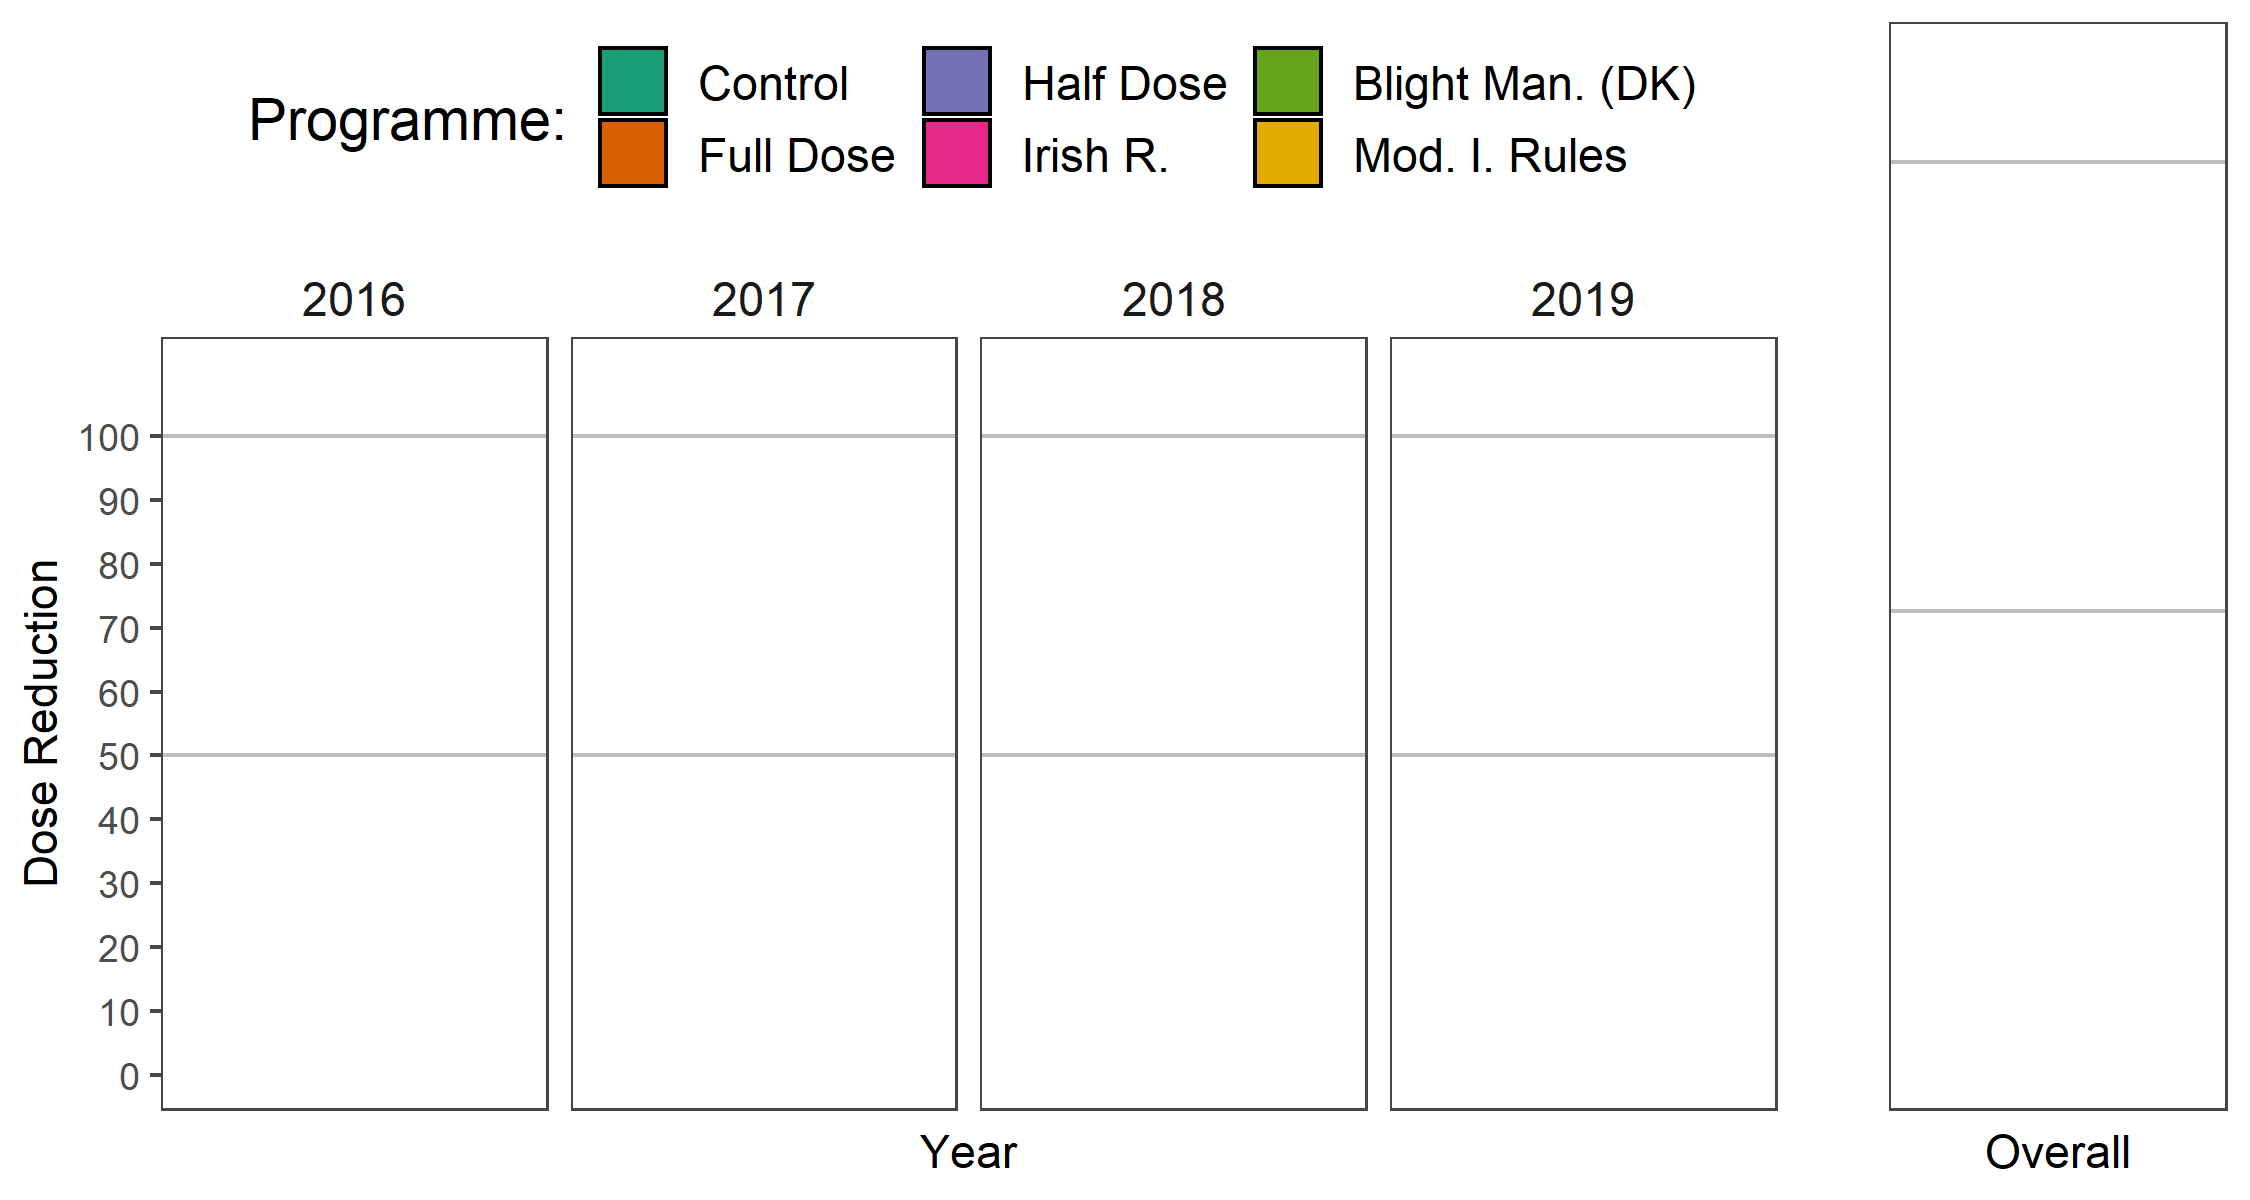 Programme:
Control
Half Dose
Blight Man. (DK)
Full Dose
Irish R.
Mod. I. Rules
2016
2017
2018
2019
Dose Reduction
100
90
80
70
60
50
40
30
20
10
0
Year
Overall